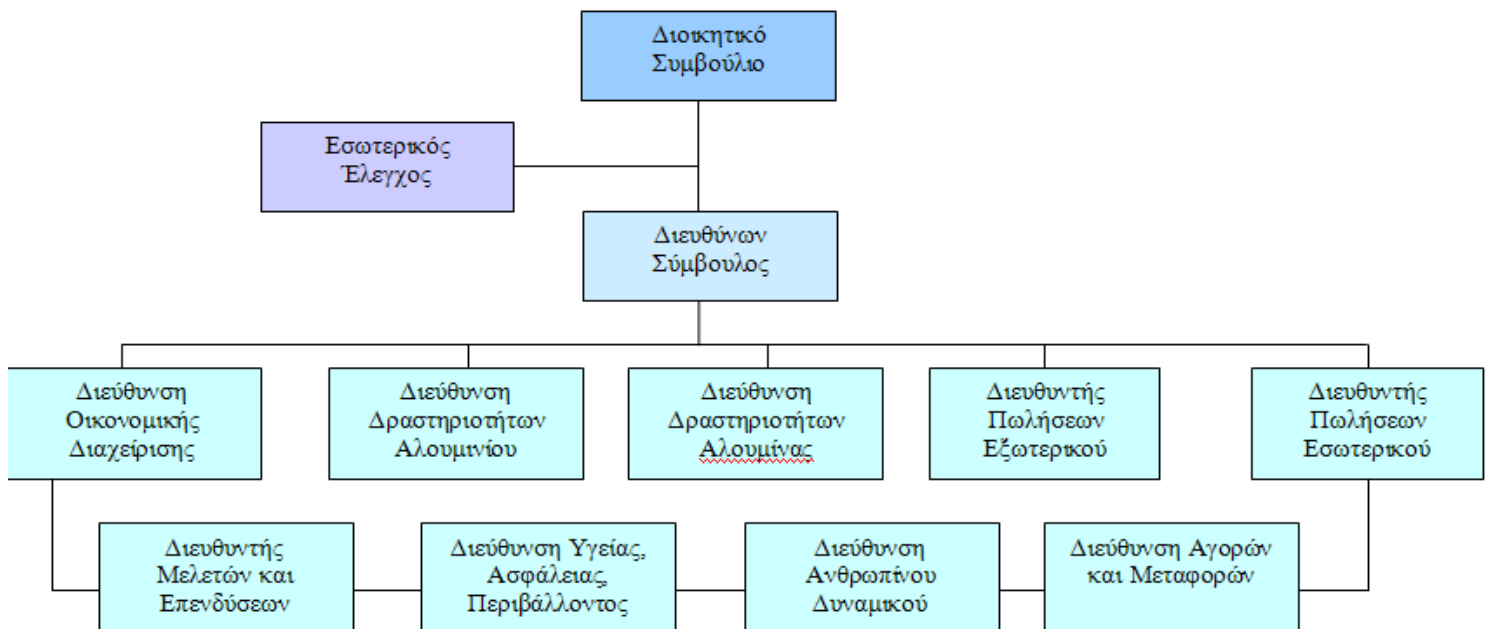 Διοικητικό
Συμβούλιο
Εσωτερικός
Έλεγχος
Διευθύνων
Σύμβουλος
Διεύθυνση
Οικονομικής
Διαχείρισης
Διεύθυνση
Δραστηριοτήτων
Αλουμινίου
Διεύθυνση
Δραστηριοτήτων
Αλουμίνας
Διευθυντής
Πωλήσεων
Εξωτερικού
Διευθυντής
Πωλήσεων
Εσωτερικού
Διευθυντής
Μελετών και
Επενδύσεων
Διεύθυνση Υγείας,
Ασφάλειας,
Περιβάλλοντος
Διεύθυνση
Ανθρωπίνου
Δυναμικού
Διεύθυνση Αγορών
και Μεταφορών